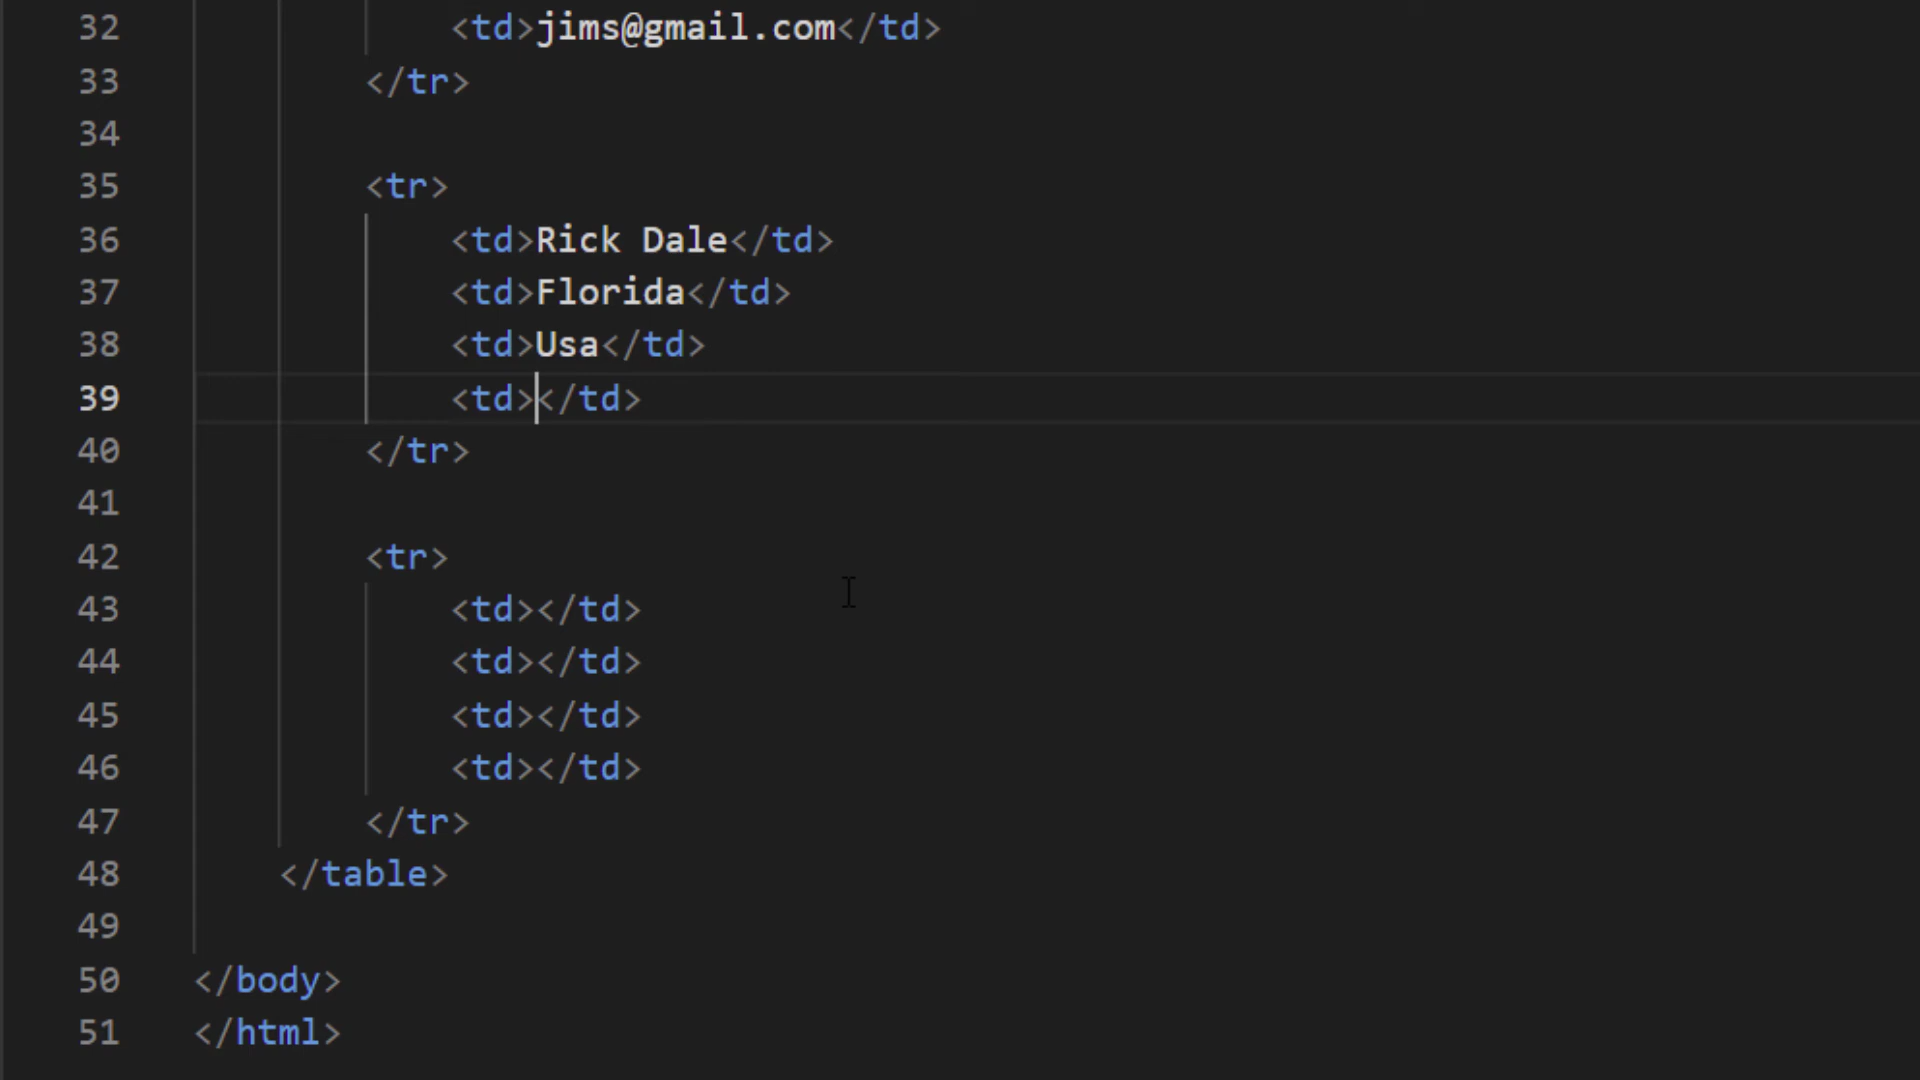 32 <td>jims@gmail.com</td>
33 </tr>
34
35 <tr>
36 <td>Rick Dale</td>
37 <td>Florida</td>
38 <td>Usa</td>
39 <td></td>
40 </tr>
41
42 <tr>
43 <td></td>
44 <td></td>
45 <td></td>
46 <td></td>
47 </tr>
48 </table>
49
50 </body>
51 </html>